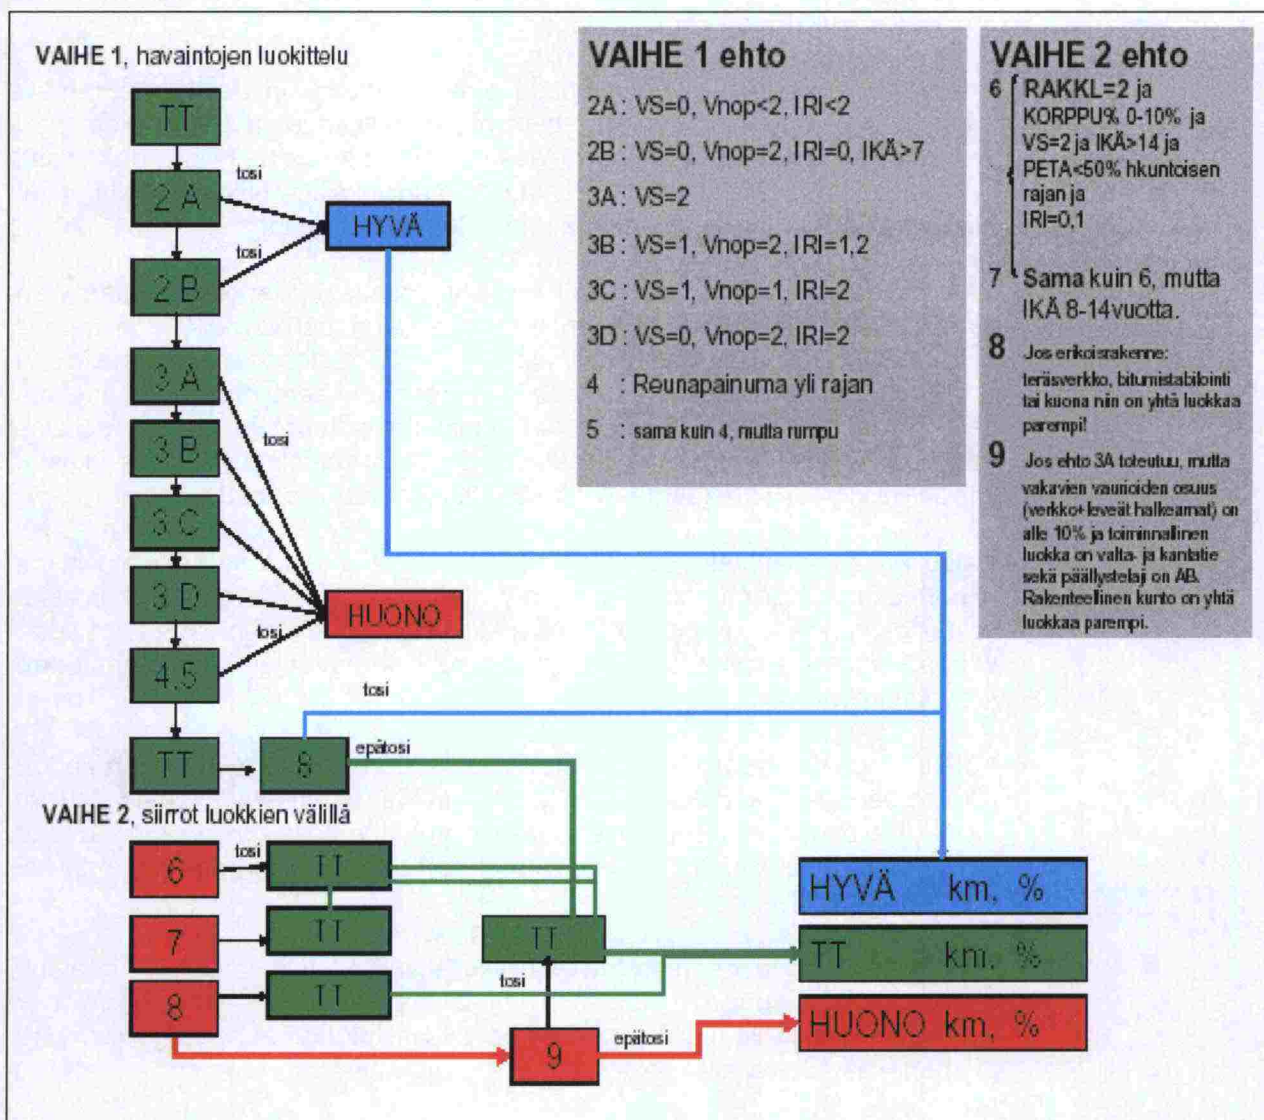 VAIHE 1, havaintojen luokittelu
TT
tosi
2 A
HYVÄ
tosi
2 B
3 A
tosi
3 B
3 C
3 D
HUONO
tosi
4.5
tosi
TT
8
epätosi
VAIHE 1 ehto
2A : VS=0, Vnop<2, IRI<2
2B : VS=0, Vnop=2, IRI=0, IKÄ>7
3A : VS=2
3B : VS=1, Vnop=2, IRI=1,2
3C : VS=1, Vnop=1, IRI=2
3D : VS=0, Vnop=2, IRI=2
4 : Reunapainuma yli rajan
5 : sama kuin 4, mutta rumpu
VAIHE 2 ehto
6 RAKKL=2 ja
KORPPU% 0-10% ja
VS=2 ja IKÄ>14 ja
PETA<50% hkuntoisen
rajan ja
IRI=0,1
7 Sama kuin 6, mutta
IKÄ 8-14vuotta.
8 Jos erikoisrakenne:
teräsverkko, bitumistabilointi
tai kuona niin on yhtä luokkaa
parempi!
9 Jos ehto 3A toteutuu, mutta
vakavien vaurioiden osuus
(verkko+leveät halkeamat) on
alle 10% ja toiminnallinen
luokka on valta- ja kantatie
sekä päällystelaji on AB.
Rakenteellinen kunto on yhtä
luokkaa parempi.
VAIHE 2, siirrot luokkien välillä
6
tosi
TT
7
TT
8
TT
TT
tosi
9
epätosi
HYVÄ km, %
TT km, %
HUONO km, %